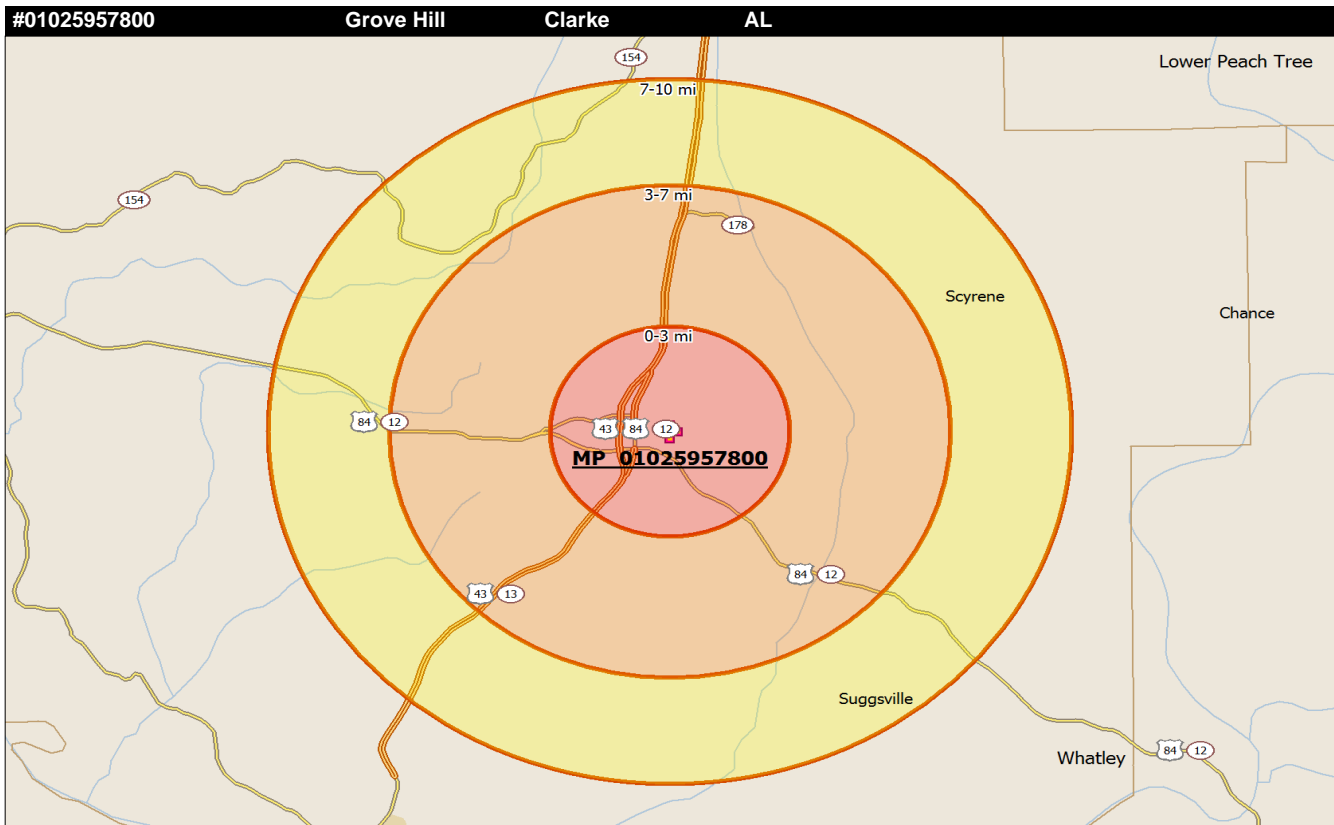 #01025957800 Grove Hill Clarke AL
154
Lower Peach Tree
7-10 mi
3-7 mi
154
178
Scyrene
Chance
0-3 mi
84 12
43 84 12
MP 01025957800
84 12
43 13
Suggsville
84 12
Whatley